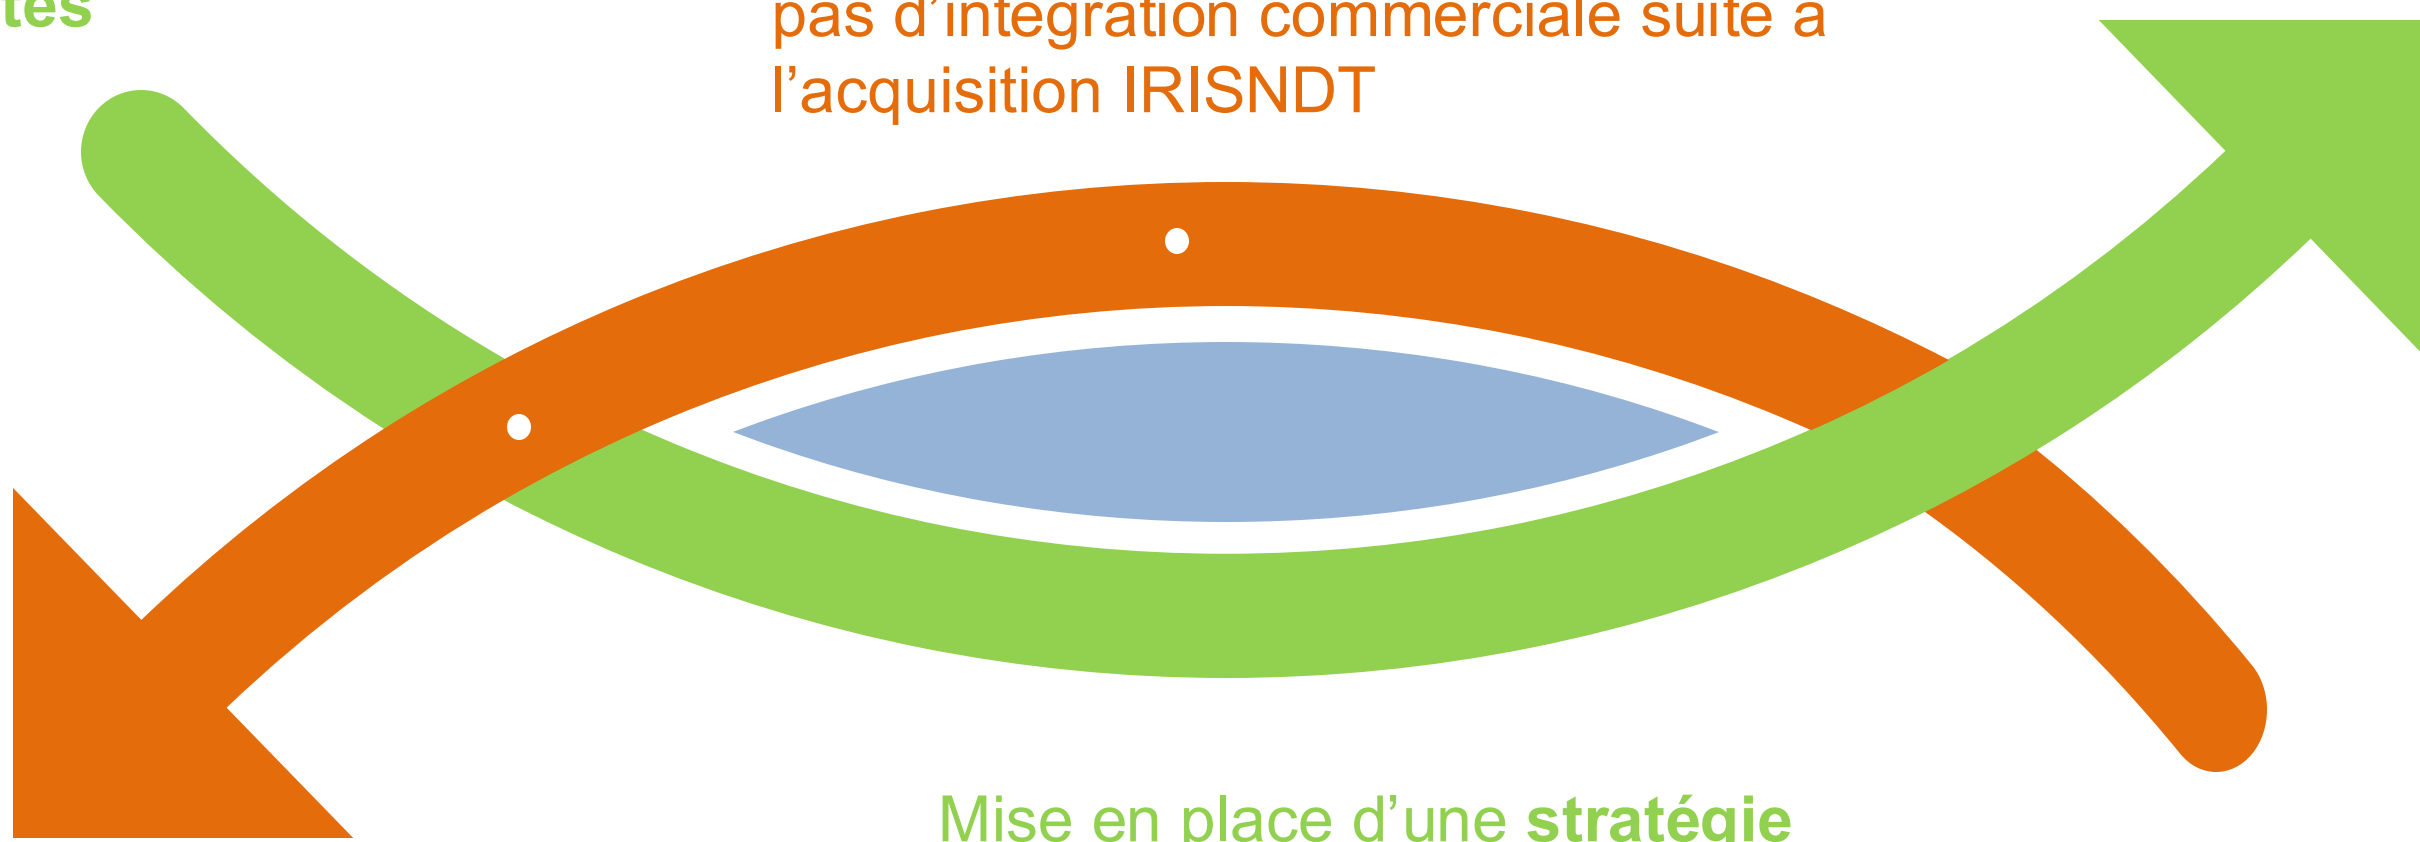 pas d’intégration commerciale suite à
l’acquisition IRISNDT
Mise en place d’une stratégie